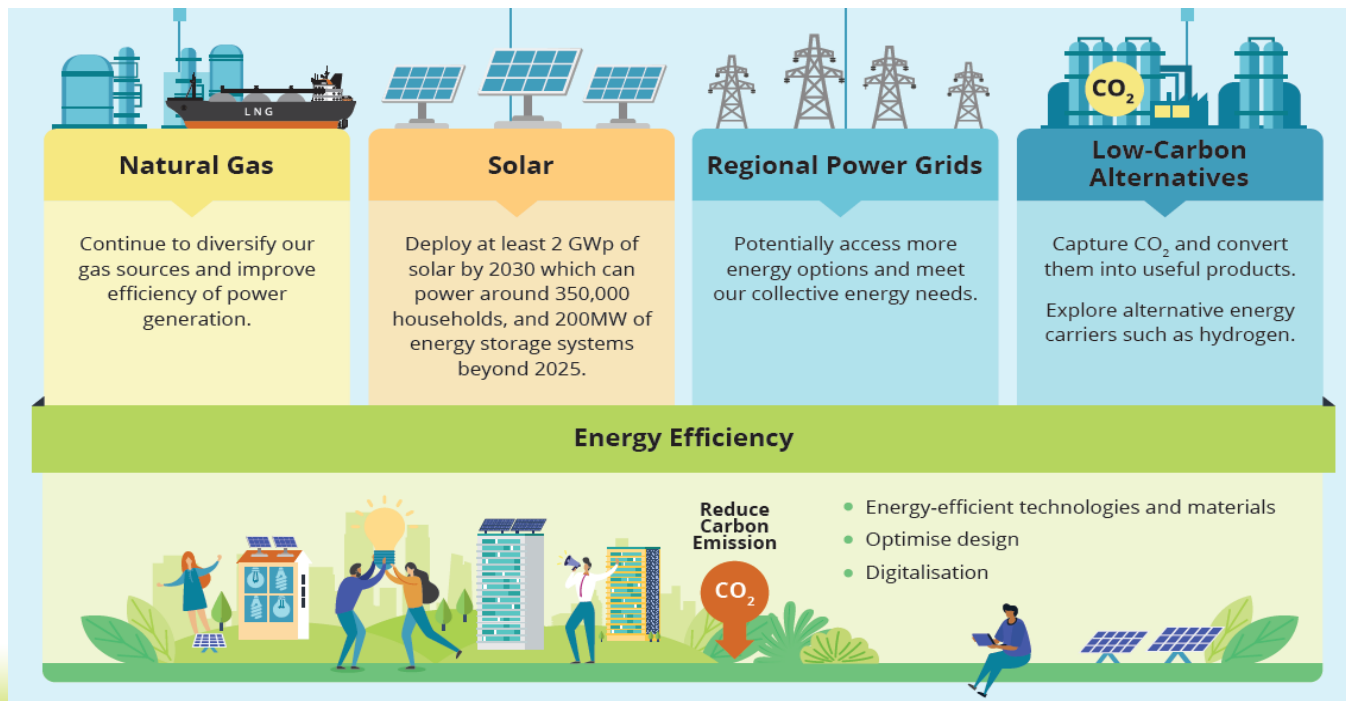 LNG
CO₂
Natural Gas
Continue to diversify our
gas sources and improve
efficiency of power
generation.
Solar
Deploy at least 2 GWp of
solar by 2030 which can
power around 350,000
households, and 200MW of
energy storage systems
beyond 2025.
Regional Power Grids
Potentially access more
energy options and meet
our collective energy needs.
Low-Carbon
Alternatives
Capture CO₂ and convert
them into useful products.
Explore alternative energy
carriers such as hydrogen.
Energy Efficiency
Reduce
Carbon
Emission
CO₂
• Energy-efficient technologies and materials
• Optimise design
• Digitalisation